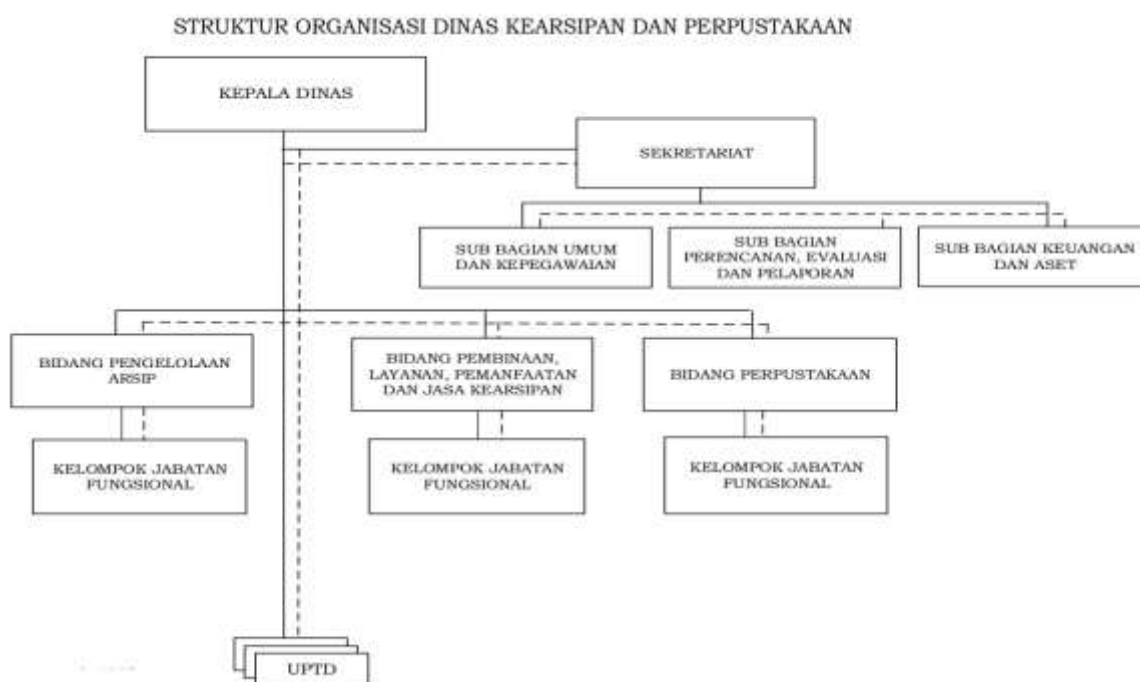 STRUKTUR ORGANISASI DINAS KEARSIPAN DAN PERPUSTAKAAN
KEPALA DINAS
SEKRETARIAT
SUB BAGIAN UMUM
DAN KEPEGAWAIAN
SUB BAGIAN
PERENCANAN, EVALUASI
DAN PELAPORAN
SUB BAGIAN KEUANGAN
DAN ASET
BIDANG PENGELOLAAN
ARSIP
BIDANG PEMBINAAN,
LAYANAN, PEMANFAATAN
DAN JASA KEARSIPAN
BIDANG PERPUSTAKAAN
KELOMPOK JABATAN
FUNGSIONAL
KELOMPOK JABATAN
FUNGSIONAL
KELOMPOK JABATAN
FUNGSIONAL
UPTD